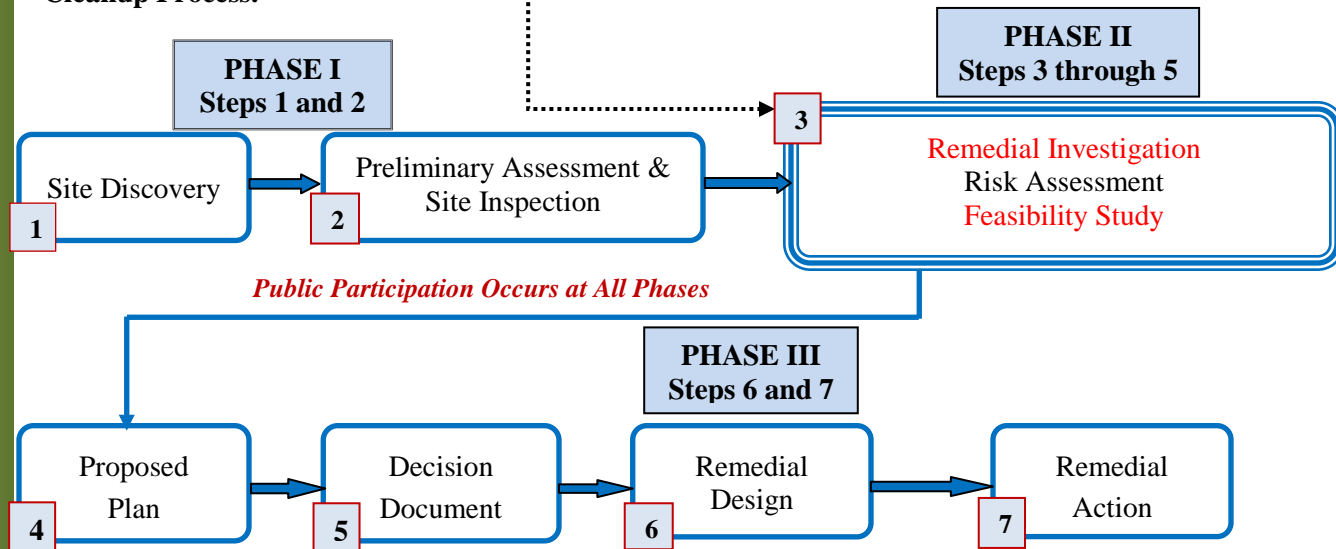 Cleanup Process.
PHASE I
Steps 1 and 2
PHASE II
Steps 3 through 5
Site Discovery
1
Preliminary Assessment &
Site Inspection
2
3
Remedial Investigation
Risk Assessment
Feasibility Study
Public Participation Occurs at All Phases
PHASE III
Steps 6 and 7
Proposed
Plan
4
Decision
Document
5
Remedial
Design
6
Remedial
Action
7